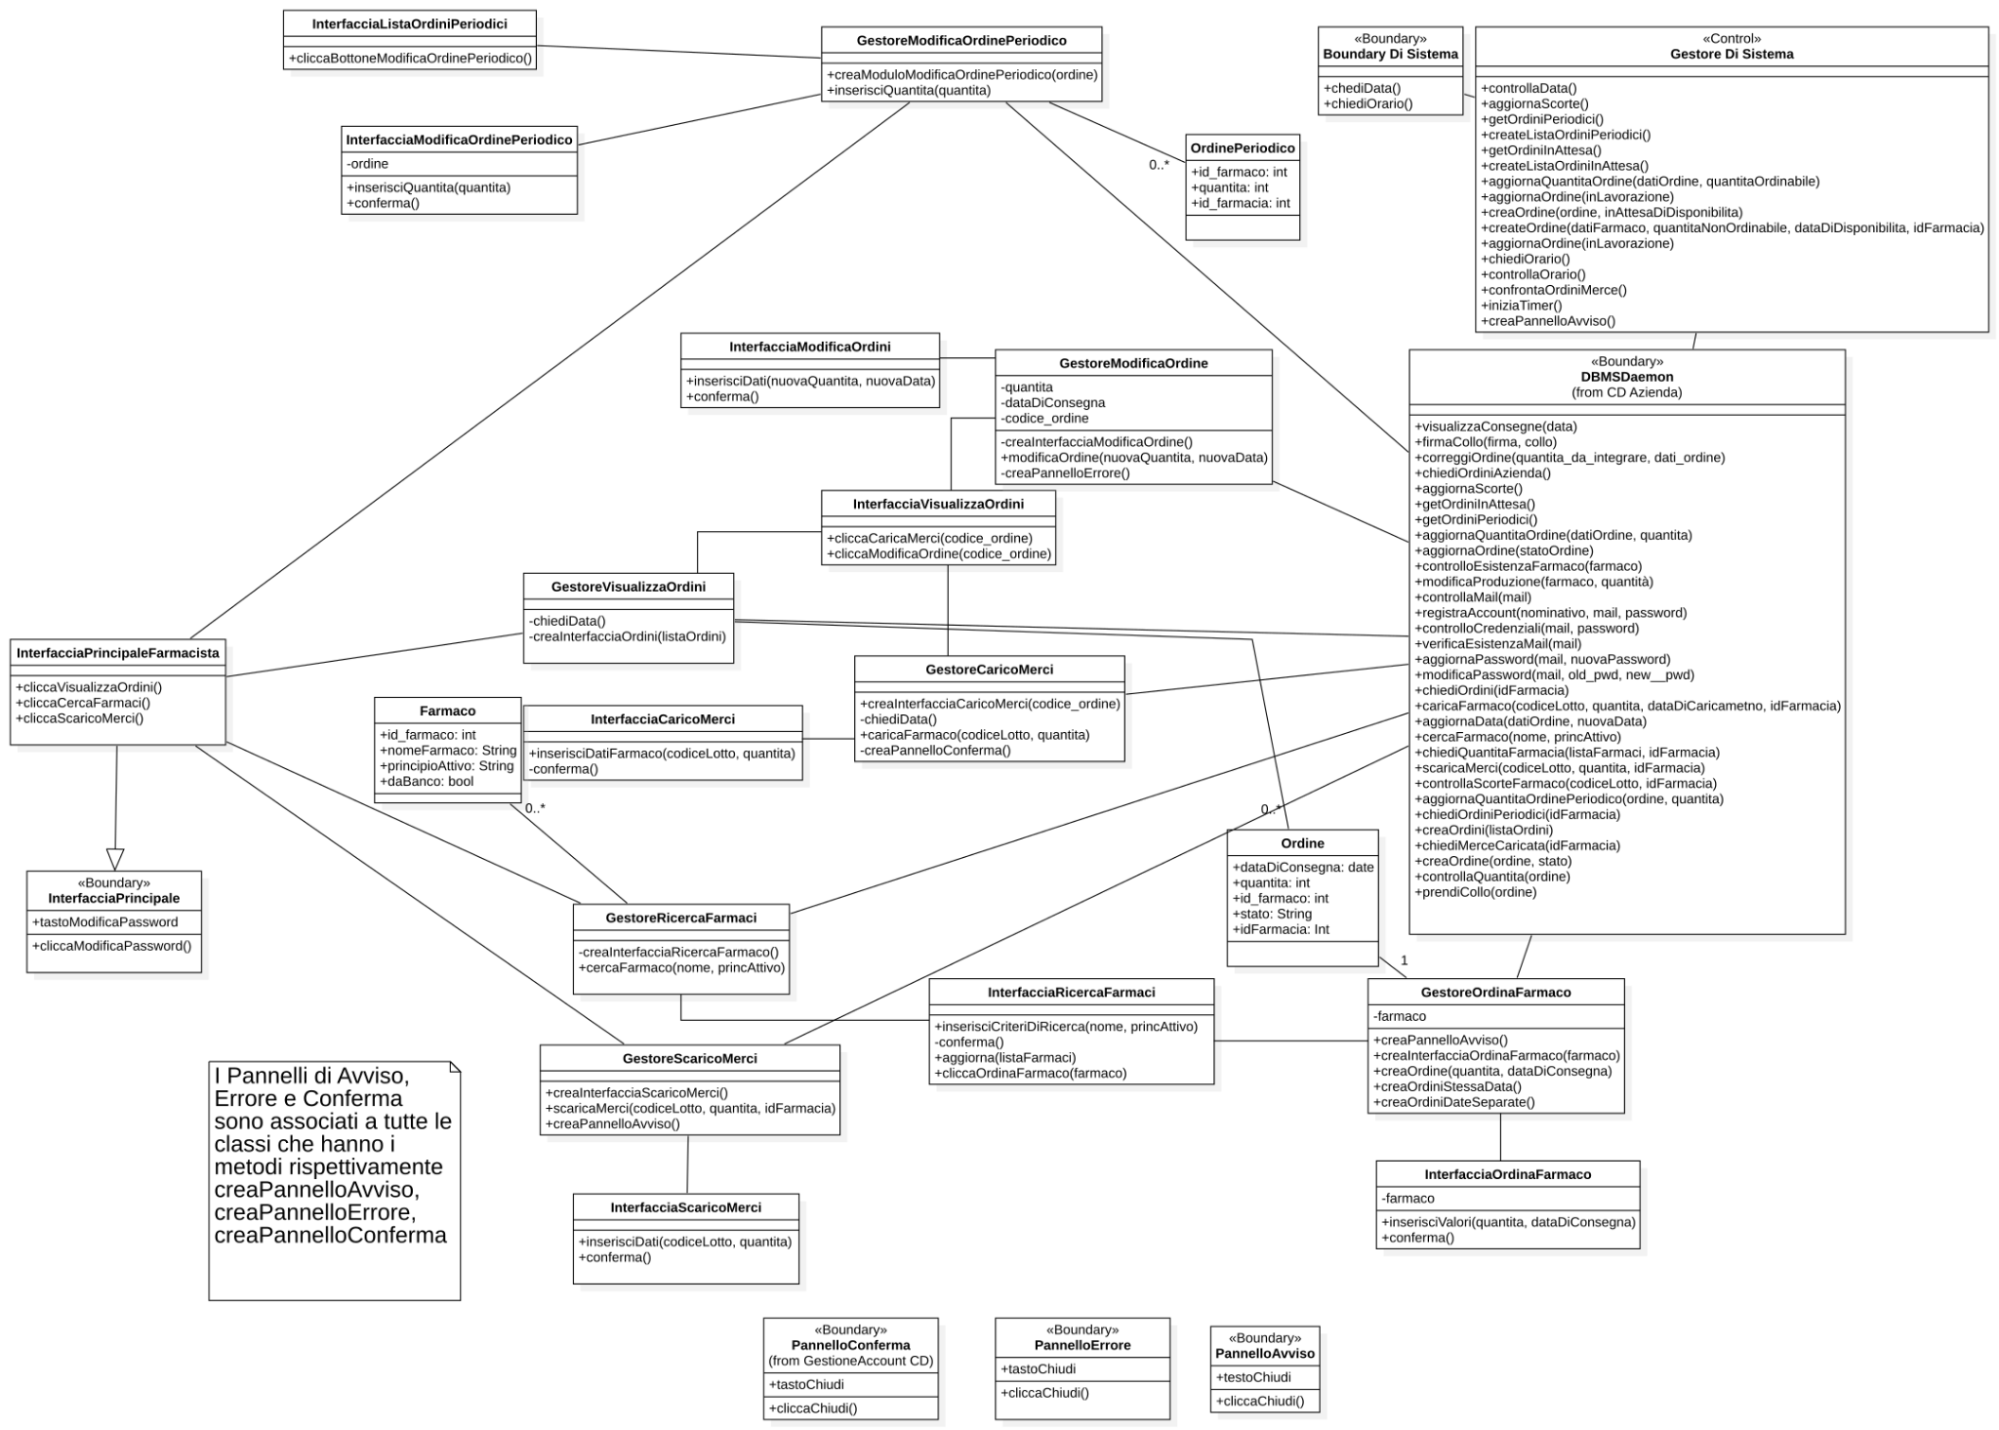 InterfacciaListaOrdiniPeriodici
+cliccaBottoneModificaOrdinePeriodico()
GestoreModificaOrdinePeriodico
+creaModuloModificaOrdinePeriodico(ordine)
+inserisciQuantita(quantita)
«Boundary»
Boundary Di Sistema
+chediData()
+chiediOrario()
«Control»
Gestore Di Sistema
+controllaData()
+aggiornaScorte()
+getOrdiniPeriodici()
+createListaOrdiniPeriodici()
+getOrdiniInAttesa()
+createListaOrdiniInAttesa()
+aggiornaQuantitaOrdine(datiOrdine, quantitaOrdinabile)
+aggiornaOrdine(inLavorazione)
+creaOrdine(ordine, inAttesaDiDisponibilita)
+createOrdine(datiFarmaco, quantitaNonOrdinabile, dataDiDisponibilita, idFarmacia)
+aggiornaOrdine(inLavorazione)
+chiediOrario()
+controllaOrario()
+confrontaOrdiniMerce()
+iniziaTimer()
+creaPannelloAvviso()
InterfacciaModificaOrdinePeriodico
-ordine
+inserisciQuantita(quantita)
+conferma()
0..*
OrdinePeriodico
+id_farmaco: int
+quantita: int
+id_farmacia: int
InterfacciaModificaOrdini
+inserisciDati(nuovaQuantita, nuovaData)
+conferma()
GestoreModificaOrdine
-quantita
-dataDiConsegna
-codice_ordine
-creaInterfacciaModificaOrdine()
+modificaOrdine(nuovaQuantita, nuovaData)
-creaPannelloErrore()
«Boundary»
DBMSDaemon
(from CD Azienda)
+visualizzaConsegne(data)
+firmaCollo(firma, collo)
+correggiOrdine(quantita_da_integrare, dati_ordine)
+chiediOrdiniAzienda()
+aggiornaScorte()
+getOrdiniInAttesa()
+getOrdiniPeriodici()
+aggiornaQuantitaOrdine(datiOrdine, quantita)
+aggiornaOrdine(statoOrdine)
+controlloEsistenzaFarmaco(farmaco)
+modificaProduzione(farmaco, quantità)
+controllaMail(mail)
+registraAccount(nominativo, mail, password)
+controlloCredenziali(mail, password)
+verificaEsistenzaMail(mail)
+aggiornaPassword(mail, nuovaPassword)
+modificaPassword(mail, old_pwd, new__pwd)
+chiediOrdini(idFarmacia)
+caricaFarmaco(codiceLotto, quantita, dataDiCaricametno, idFarmacia)
+aggiornaData(datiOrdine, nuovaData)
+cercaFarmaco(nome, princAttivo)
+chiediQuantitaFarmacia(listaFarmaci, idFarmacia)
+scaricaMerci(codiceLotto, quantita, idFarmacia)
+controllaScorteFarmaco(codiceLotto, idFarmacia)
+aggiornaQuantitaOrdinePeriodico(ordine, quantita)
+chiediOrdiniPeriodici(idFarmacia)
+creaOrdini(listaOrdini)
+chiediMerceCaricata(idFarmacia)
+creaOrdine(ordine, stato)
+controllaQuantita(ordine)
+prendiCollo(ordine)
InterfacciaVisualizzaOrdini
+cliccaCaricaMerci(codice_ordine)
+cliccaModificaOrdine(codice_ordine)
GestoreVisualizzaOrdini
-chiediData()
-creaInterfacciaOrdini(listaOrdini)
InterfacciaPrincipaleFarmacista
+cliccaVisualizzaOrdini()
+cliccaCercaFarmaci()
+cliccaScaricoMerci()
GestoreCaricoMerci
+creaInterfacciaCaricoMerci(codice_ordine)
-chiediData()
+caricaFarmaco(codiceLotto, quantita)
-creaPannelloConferma()
Farmaco
+id_farmaco: int
+nomeFarmaco: String
+principioAttivo: String
+daBanco: bool
0..*
InterfacciaCaricoMerci
+inserisciDatiFarmaco(codiceLotto, quantita)
-conferma()
0..*
Ordine
+dataDiConsegna: date
+quantita: int
+id_farmaco: int
+stato: String
+idFarmacia: Int
1
«Boundary»
InterfacciaPrincipale
+tastoModificaPassword
+cliccaModificaPassword()
GestoreRicercaFarmaci
-creaInterfacciaRicercaFarmaco()
+cercaFarmaco(nome, princAttivo)
InterfacciaRicercaFarmaci
+inserisciCriteriDiRicerca(nome, princAttivo)
-conferma()
+aggiorna(listaFarmaci)
+cliccaOrdinaFarmaco(farmaco)
GestoreOrdinaFarmaco
-farmaco
+creaPannelloAvviso()
+creaInterfacciaOrdinaFarmaco(farmaco)
+creaOrdine(quantita, dataDiConsegna)
+creaOrdiniStessaData()
+creaOrdiniDateSeparate()
GestoreScaricoMerci
+creaInterfacciaScaricoMerci()
+scaricaMerci(codiceLotto, quantita, idFarmacia)
+creaPannelloAvviso()
I Pannelli di Avviso,
Errore e Conferma
sono associati a tutte le
classi che hanno i
metodi rispettivamente
creaPannelloAvviso,
creaPannelloErrore,
creaPannelloConferma
InterfacciaScaricoMerci
+inserisciDati(codiceLotto, quantita)
+conferma()
InterfacciaOrdinaFarmaco
-farmaco
+inserisciValori(quantita, dataDiConsegna)
+conferma()
«Boundary»
PannelloConferma
(from GestioneAccount CD)
+tastoChiudi
+cliccaChiudi()
«Boundary»
PannelloErrore
+tastoChiudi
+cliccaChiudi()
«Boundary»
PannelloAvviso
+testoChiudi
+cliccaChiudi()